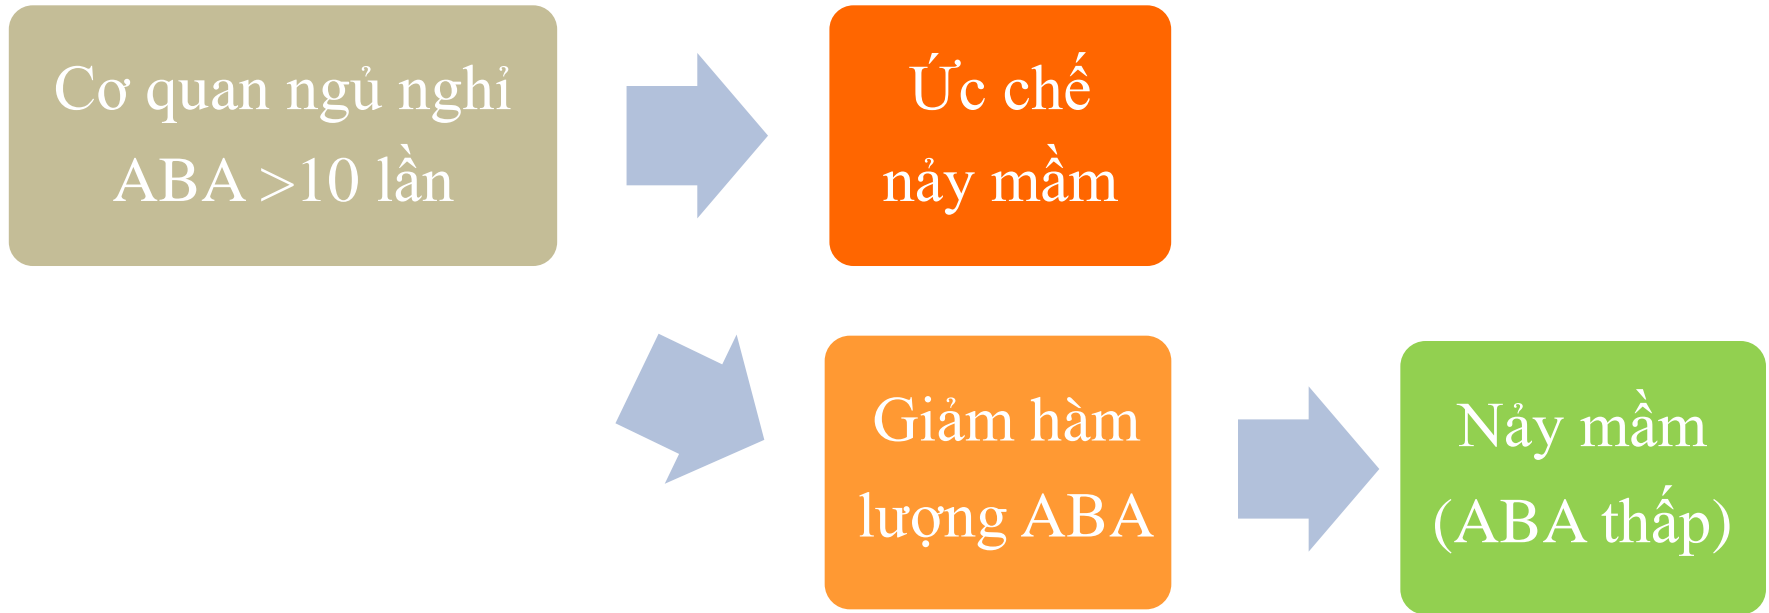 Cơ quan ngủ nghỉ
ABA >10 lần
Ức chế
nảy mầm
Giảm hàm
lượng ABA
Nảy mầm
(ABA thấp)